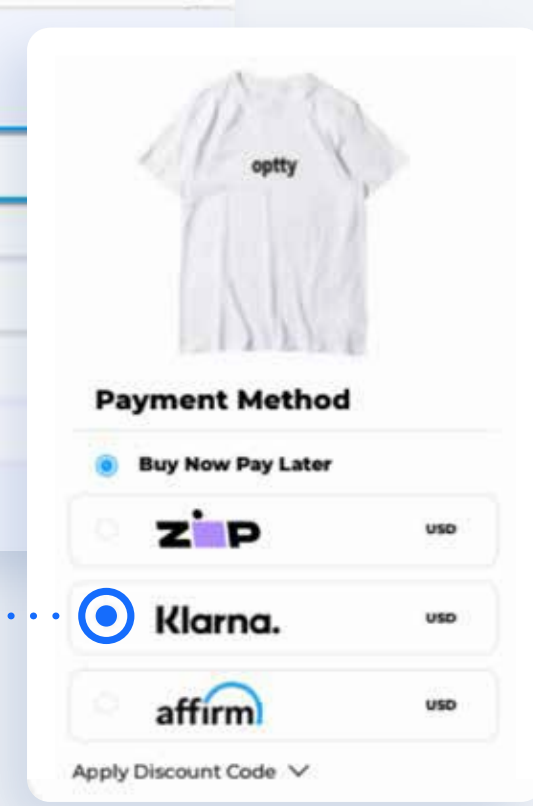 optty
Payment Method
Buy Now Pay Later
zip USD
Klarna. USD
affirm USD
Apply Discount Code